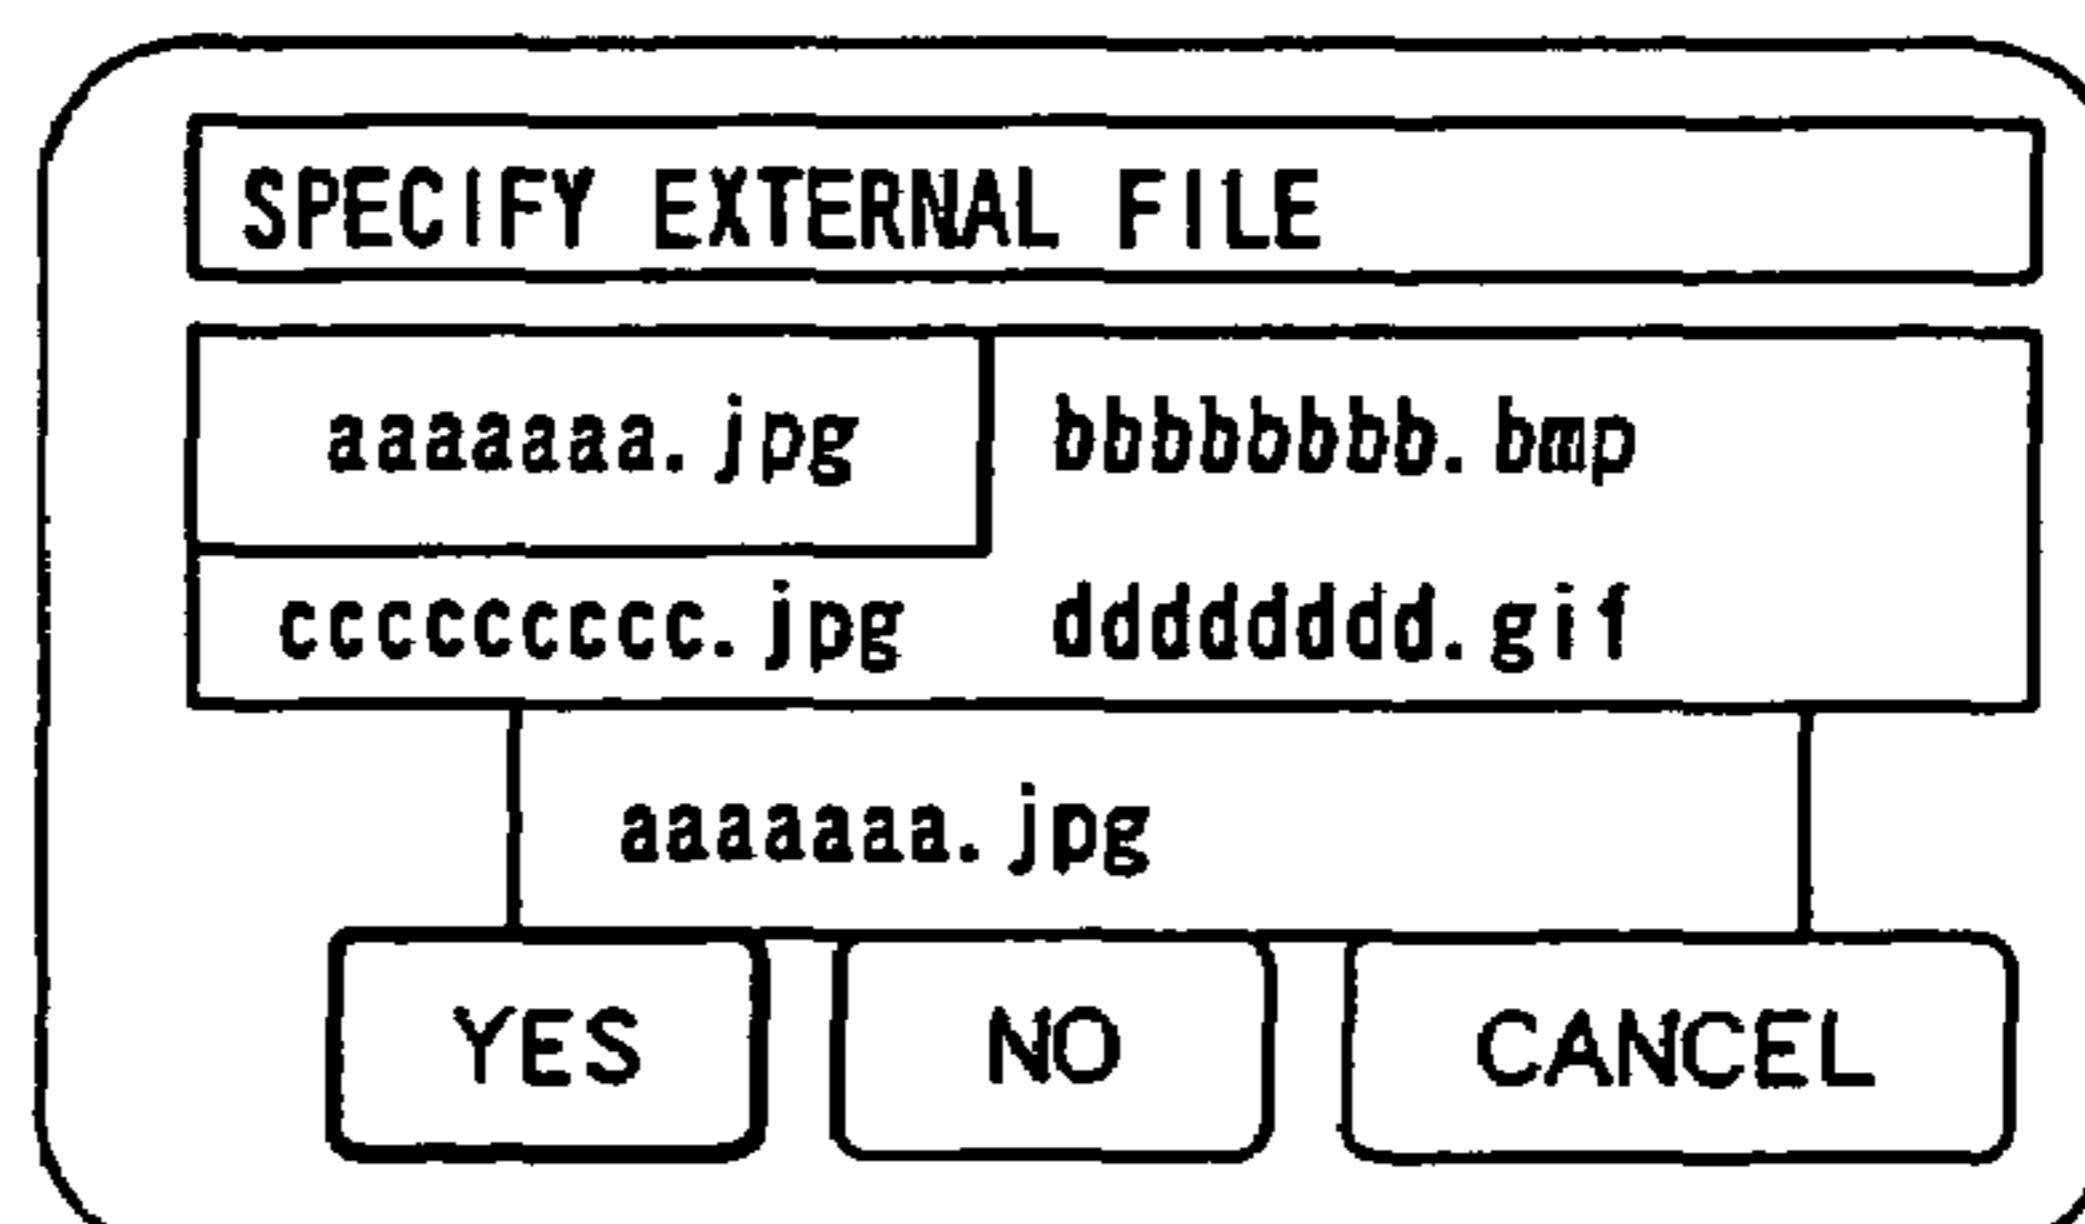 SPECIFY EXTERNAL FILE
aaaaaaa.jpg bbbbbbbb.bmp
ccccccccc.jpg dddddddd.gif
aaaaaaa.jpg
YES NO CANCEL